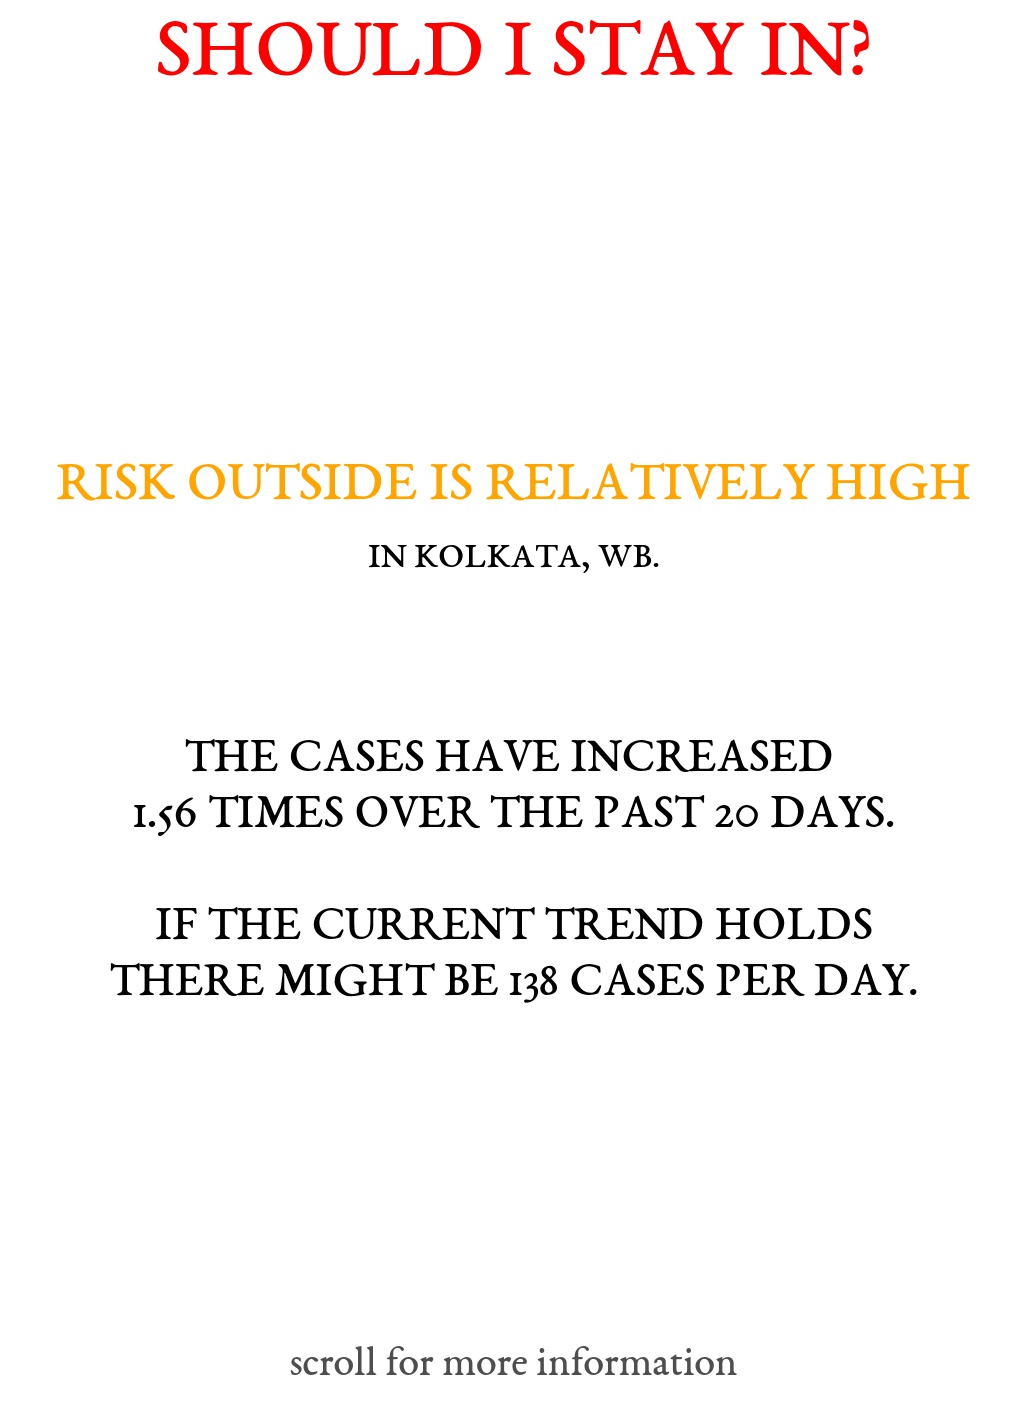 SHOULD I STAY IN?
RISK OUTSIDE IS RELATIVELY HIGH
IN KOLKATA, WB.
THE CASES HAVE INCREASED
1.56 TIMES OVER THE PAST 20 DAYS.
IF THE CURRENT TREND HOLDS
THERE MIGHT BE 138 CASES PER DAY.
scroll for more information